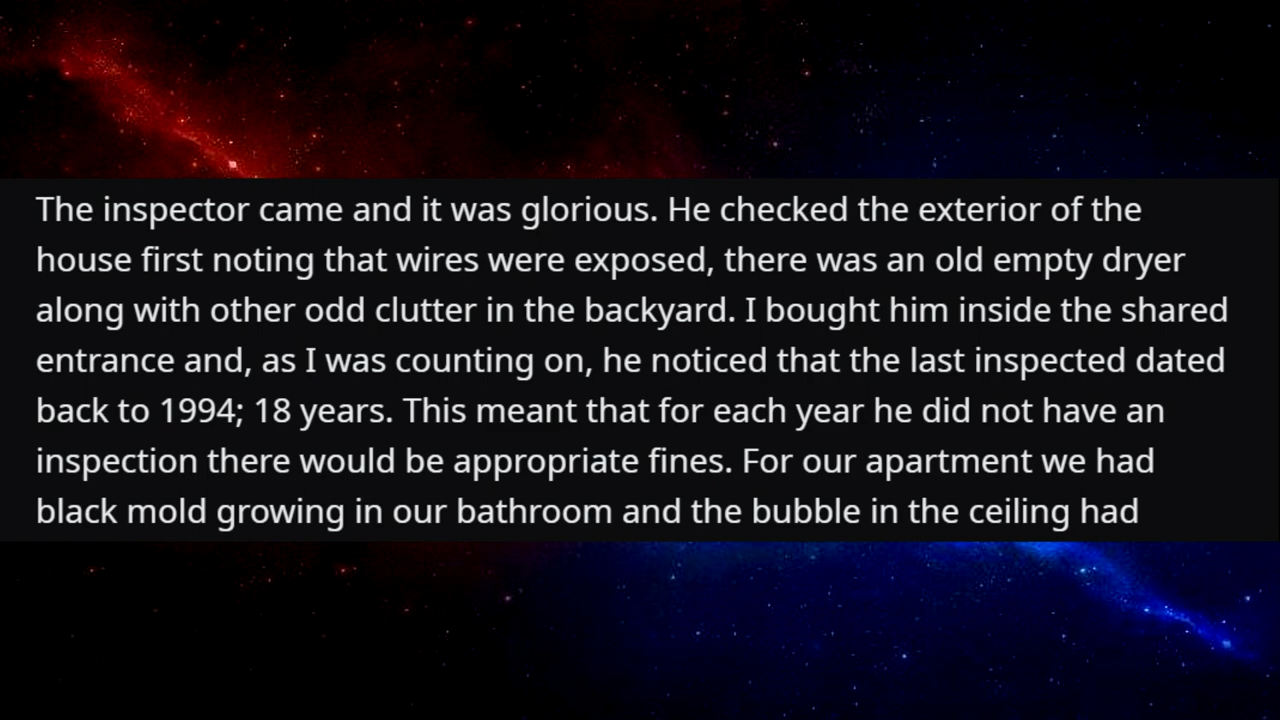 The inspector came and it was glorious. He checked the exterior of the
house first noting that wires were exposed, there was an old empty dryer
along with other odd clutter in the backyard. I bought him inside the shared
entrance and, as I was counting on, he noticed that the last inspected dated
back to 1994; 18 years. This meant that for each year he did not have an
inspection there would be appropriate fines. For our apartment we had
black mold growing in our bathroom and the bubble in the ceiling had